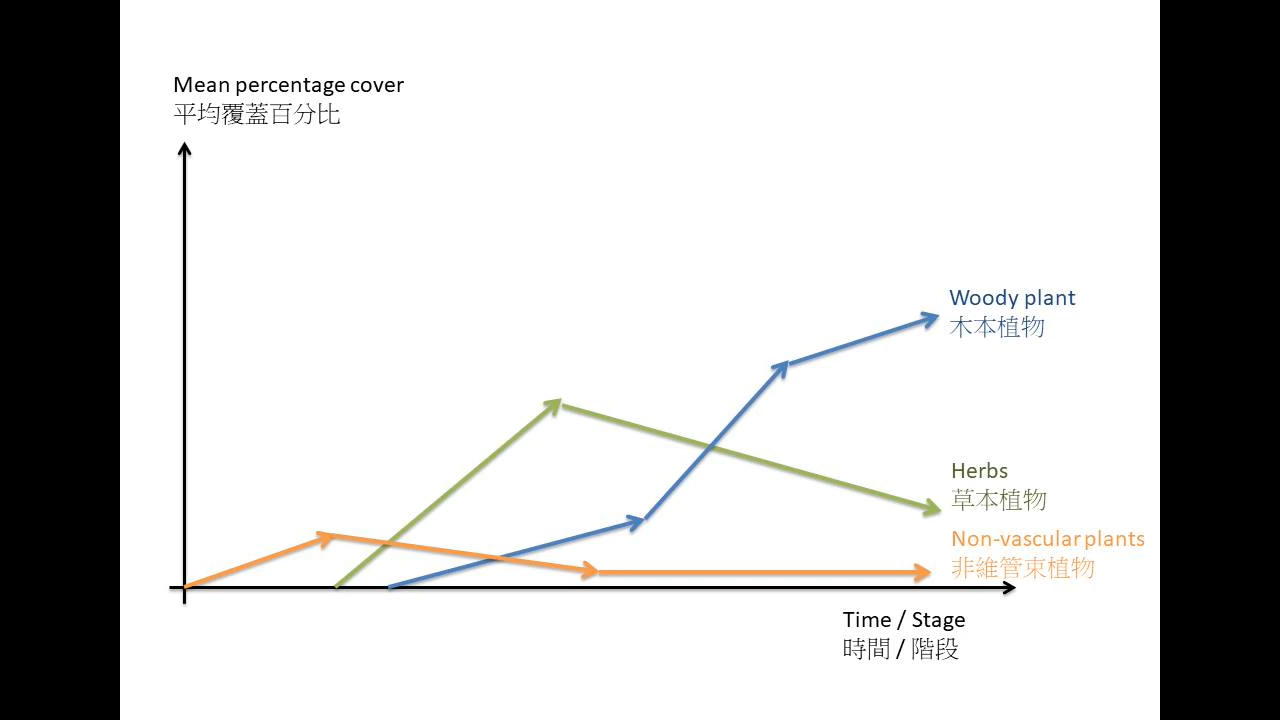 Mean percentage cover
平均覆蓋百分比
Woody plant
木本植物
Herbs
草本植物
Non-vascular plants
非維管束植物
Time / Stage
時間 / 階段